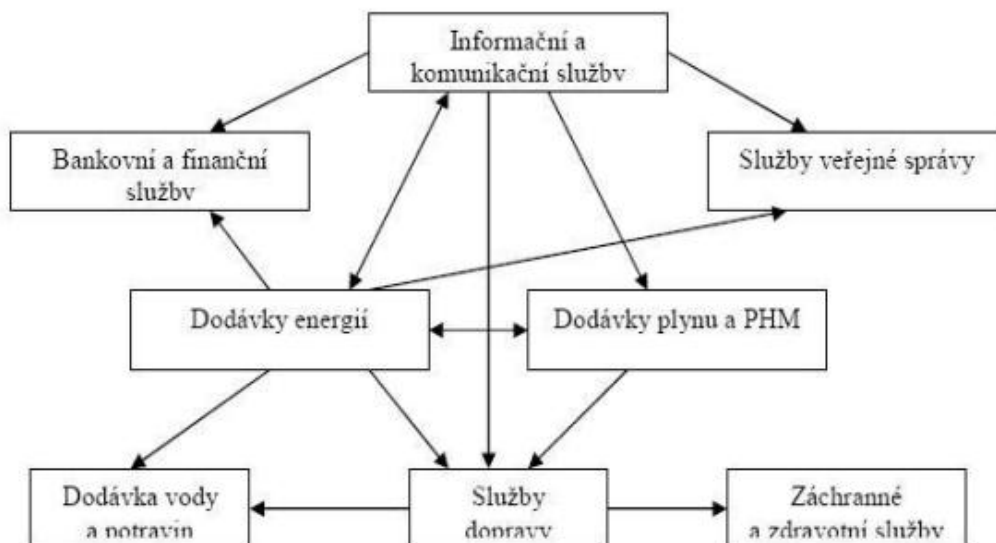 Informační a
komunikační služby
Bankovní a finanční
služby
Služby veřejné správy
Dodávky energií
Dodávky plynu a PHM
Dodávka vody
a potravin
Služby
dopravy
Záchranné
a zdravotní služby